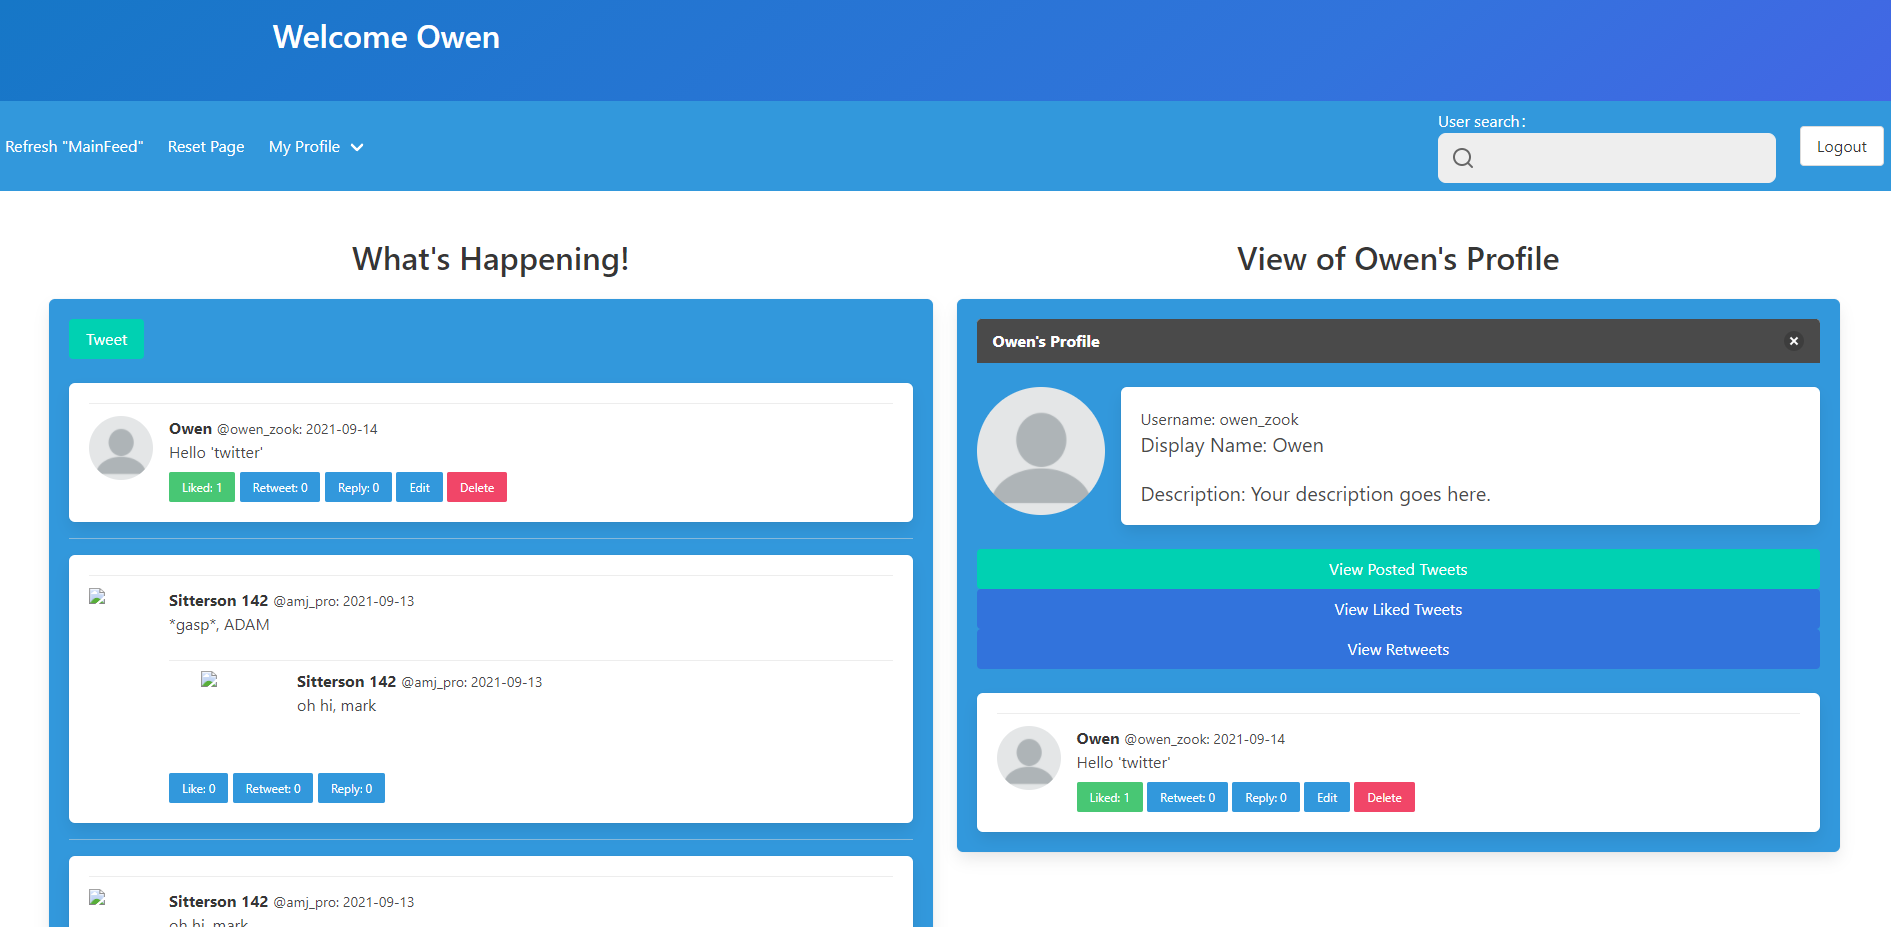 Welcome Owen
Refresh "MainFeed"
Reset Page
My Profile
User search:
Logout
What's Happening!
Tweet
Owen @owen_zook: 2021-09-14
Hello 'twitter'
Liked: 1
Retweet: 0
Reply: 0
Edit
Delete
Sitterson 142 @amj_pro: 2021-09-13
*gasp*, ADAM
Sitterson 142 @amj_pro: 2021-09-13
oh hi, mark
Like: 0
Retweet: 0
Reply: 0
Sitterson 142 @amj_pro: 2021-09-13
oh hi, mark
View of Owen's Profile
Owen's Profile
Username: owen_zook
Display Name: Owen
Description: Your description goes here.
View Posted Tweets
View Liked Tweets
View Retweets
Owen @owen_zook: 2021-09-14
Hello 'twitter'
Liked: 1
Retweet: 0
Reply: 0
Edit
Delete